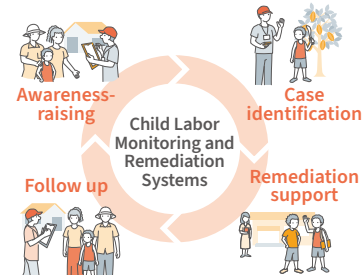 Awareness-
raising
Case
identification
Child Labor
Monitoring and
Remediation
Systems
Follow up
Remediation
support